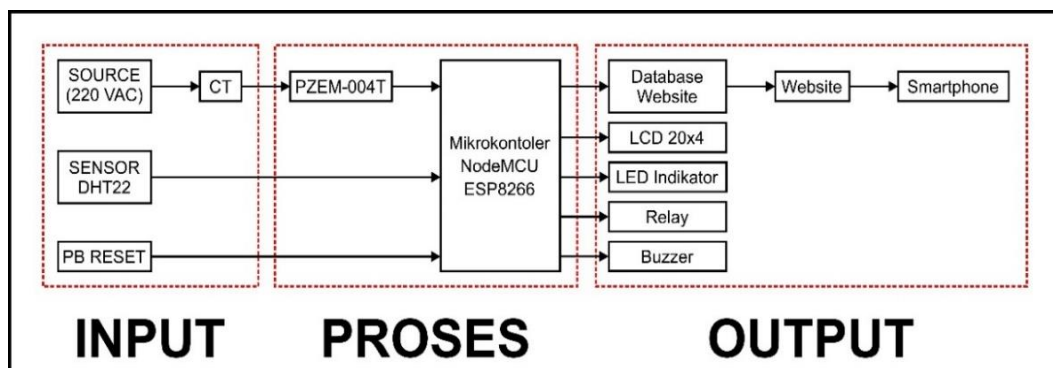 SOURCE
(220 VAC)
CT
PZEM-004T
Mikrokontoler
NodeMCU
ESP8266
Database
Website
Website
Smartphone
SENSOR
DHT22
LCD 20x4
LED Indikator
Relay
PB RESET
Buzzer
INPUT
PROSES
OUTPUT